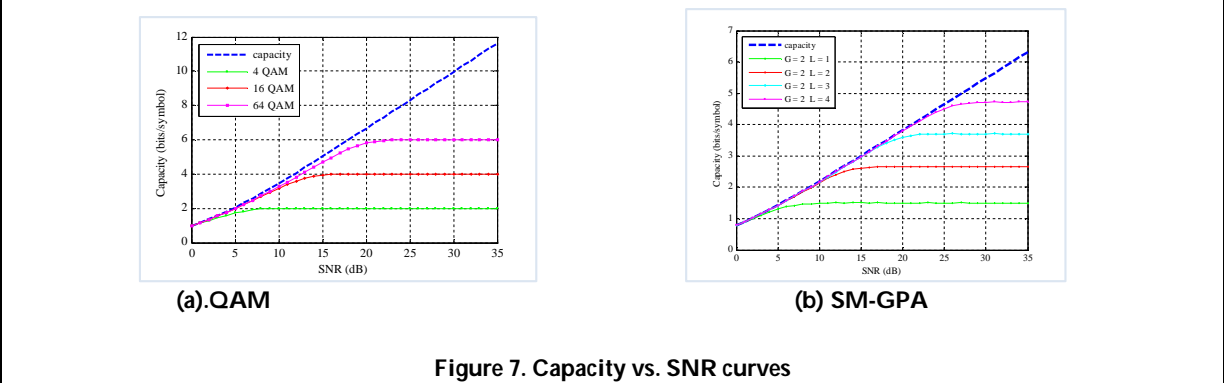 12
10
8
6
4
2
0
0 5 10 15 20 25 30 35
Capacity (bits/symbol)
SNR (dB)
capacity
4 QAM
16 QAM
64 QAM
(a).QAM
7
6
5
4
3
2
1
0
0 5 10 15 20 25 30 35
Capacity (bits/symbol)
SNR (dB)
capacity
G= 2 L = 1
G= 2 L = 2
G= 2 L = 3
G= 2 L = 4
(b) SM-GPA
Figure 7. Capacity vs. SNR curves